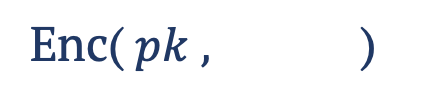 Enc( pk , )